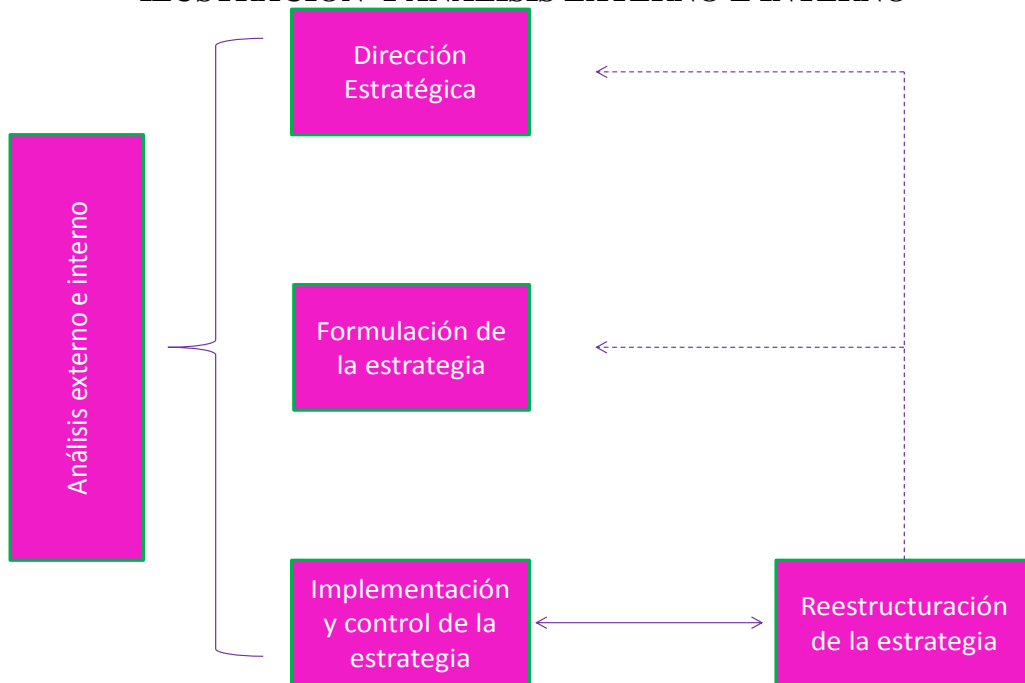 Dirección
Estratégica
Análisis externo e interno
Formulación de
la estrategia
Implementación
y control de la
estrategia
Reestructuración
de la estrategia